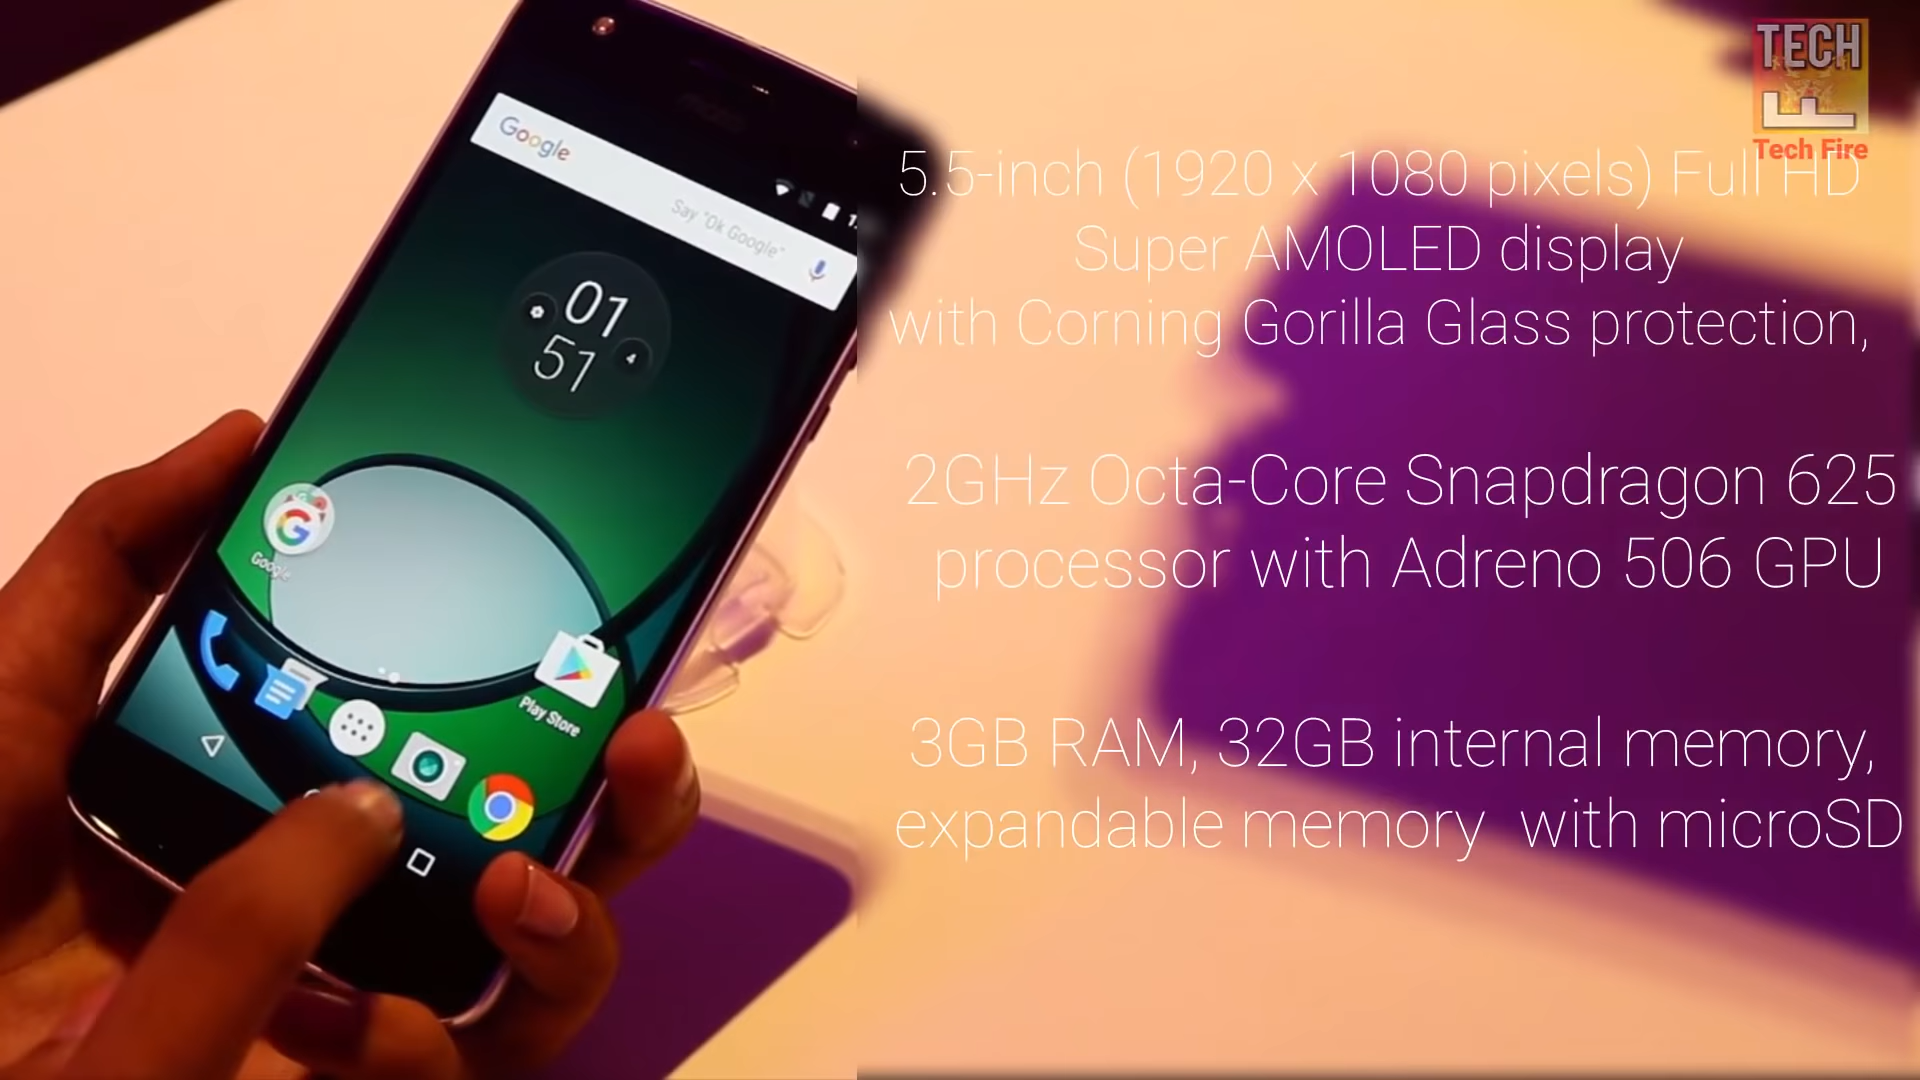 TECH
F
Tech Fire
Google
Say "Ok Google"
01
51
4
Google
Play Store
5.5-inch (1920 x 1080 pixels) Full HD
Super AMOLED display
with Corning Gorilla Glass protection,
2GHz Octa-Core Snapdragon 625
processor with Adreno 506 GPU
3GB RAM, 32GB internal memory,
expandable memory with microSD